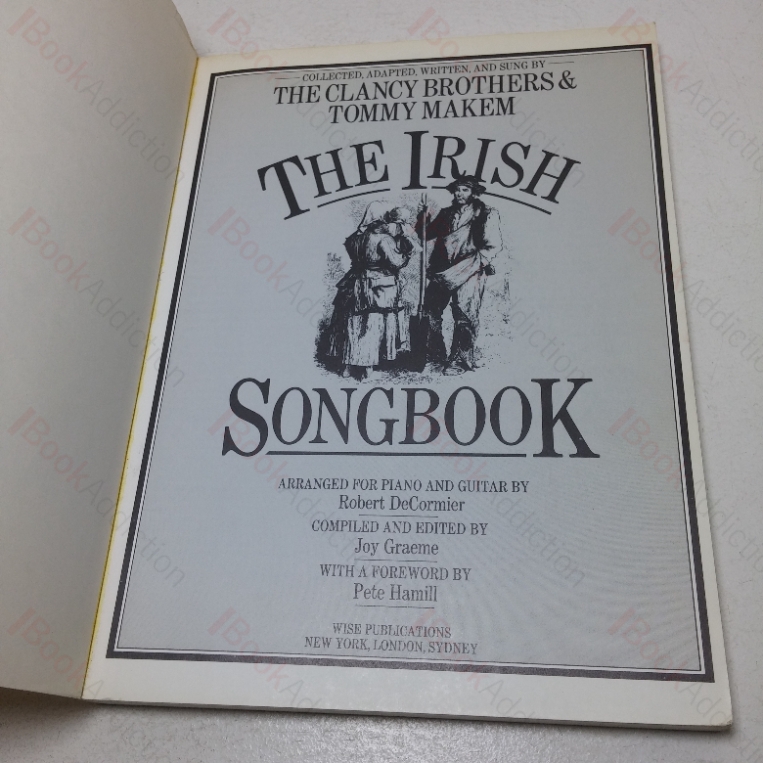 COLLECTED, ADAPTED, WRITTEN, AND SUNG BY
THE CLANCY BROTHERS &
TOMMY MAKEM
THE IRISH
SONGBOOK
ARRANGED FOR PIANO AND GUITAR BY
Robert DeCormier
COMPILED AND EDITED BY
Joy Graeme
WITH A FOREWORD BY
Pete Hamill
WISE PUBLICATIONS
NEW YORK, LONDON, SYDNEY
BookAddiction